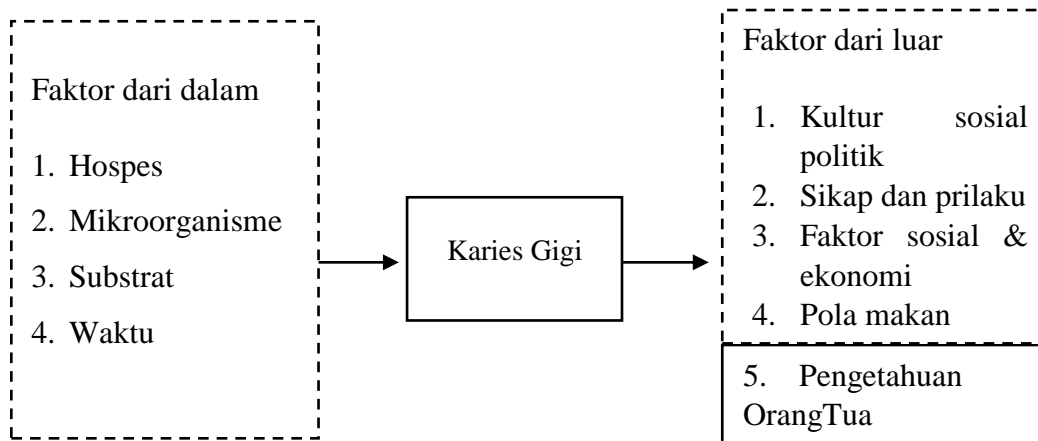 Faktor dari dalam
1. Hospes
2. Mikroorganisme
3. Substrat
4. Waktu
Karies Gigi
Faktor dari luar
1. Kultur sosial
politik
2. Sikap dan prilaku
3. Faktor sosial &
ekonomi
4. Pola makan
5. Pengetahuan
OrangTua